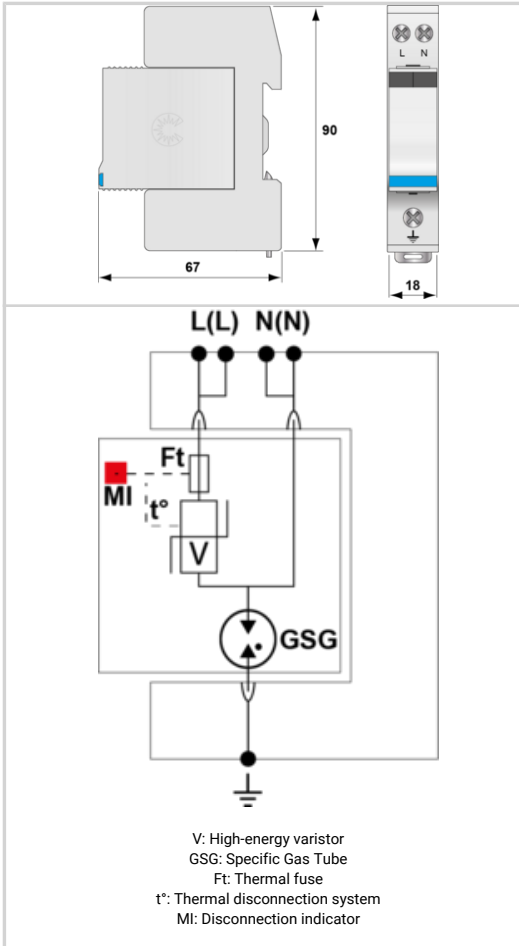 L N
90
67
18
L(L) N(N)
Ft
MI
t°
V
GSG
V: High-energy varistor
GSG: Specific Gas Tube
Ft: Thermal fuse
t°: Thermal disconnection system
MI: Disconnection indicator